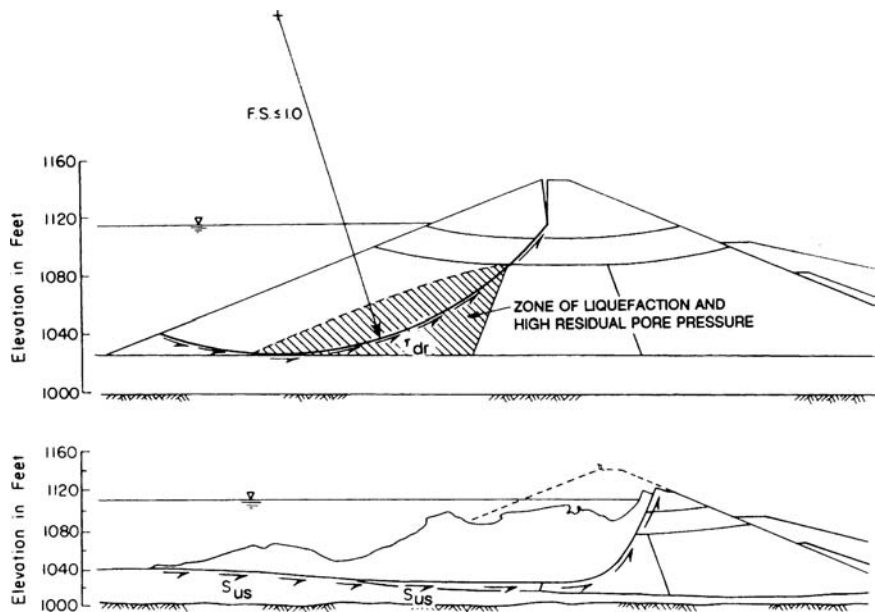 F.S. ≤ 1.0
Elevation in Feet
1160
1120
1080
1040
1000
ZONE OF LIQUEFACTION AND
HIGH RESIDUAL PORE PRESSURE
τdr
Elevation in Feet
1160
1120
1080
1040
1000
Sus
Sus